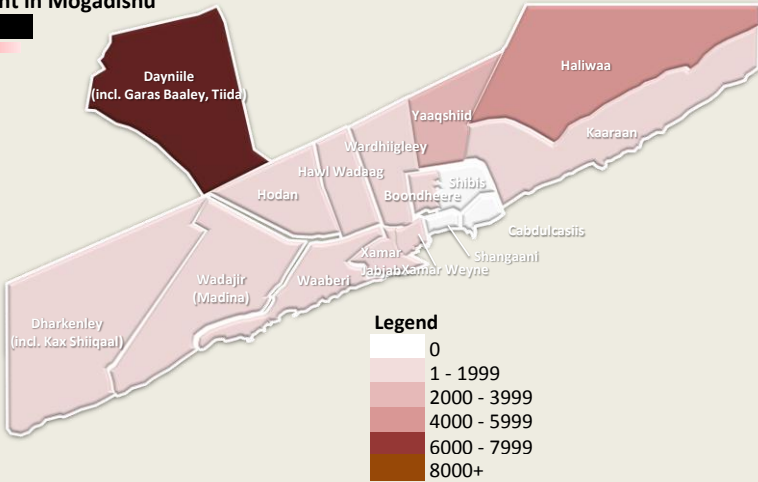 nt in Mogadishu
Dayniile
(incl. Garas Baaley, Tiida)
Haliwaa
Yaaqshiid
Kaaraan
Wardhiigleey
Hawl Wadaag
Shibis
Hodan
Boondheere
Cabdulcasiis
Shangaani
Xamar
Jabjab
Xamar Weyne
Wadajir
(Madina)
Waaberi
Dharkenley
(incl. Kax Shiiqaal)
Legend
0
1 - 1999
2000 - 3999
4000 - 5999
6000 - 7999
8000+